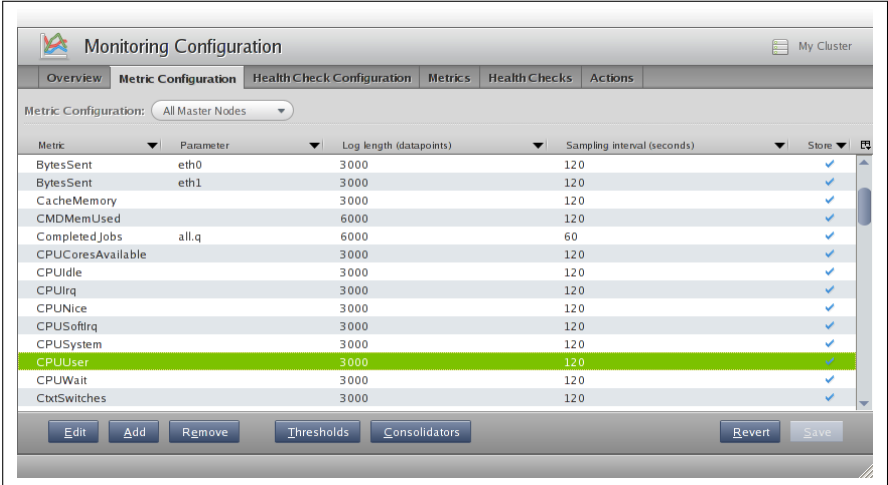 Monitoring Configuration
My Cluster
Overview Metric Configuration Health Check Configuration Metrics Health Checks Actions
Metric Configuration: All Master Nodes
Metric Parameter Log length (datapoints) Sampling interval (seconds) Store
BytesSent eth0 3000 120
BytesSent eth1 3000 120
CacheMemory 3000 120
CMDMemUsed 6000 120
CompletedJobs all.q 6000 60
CPUCoresAvailable 3000 120
CPUIdle 3000 120
CPUIrq 3000 120
CPUNice 3000 120
CPUSoftIrq 3000 120
CPUSystem 3000 120
CPUUser 3000 120
CPUWait 3000 120
CtxtSwitches 3000 120
Edit Add Remove Thresholds Consolidators Revert Save